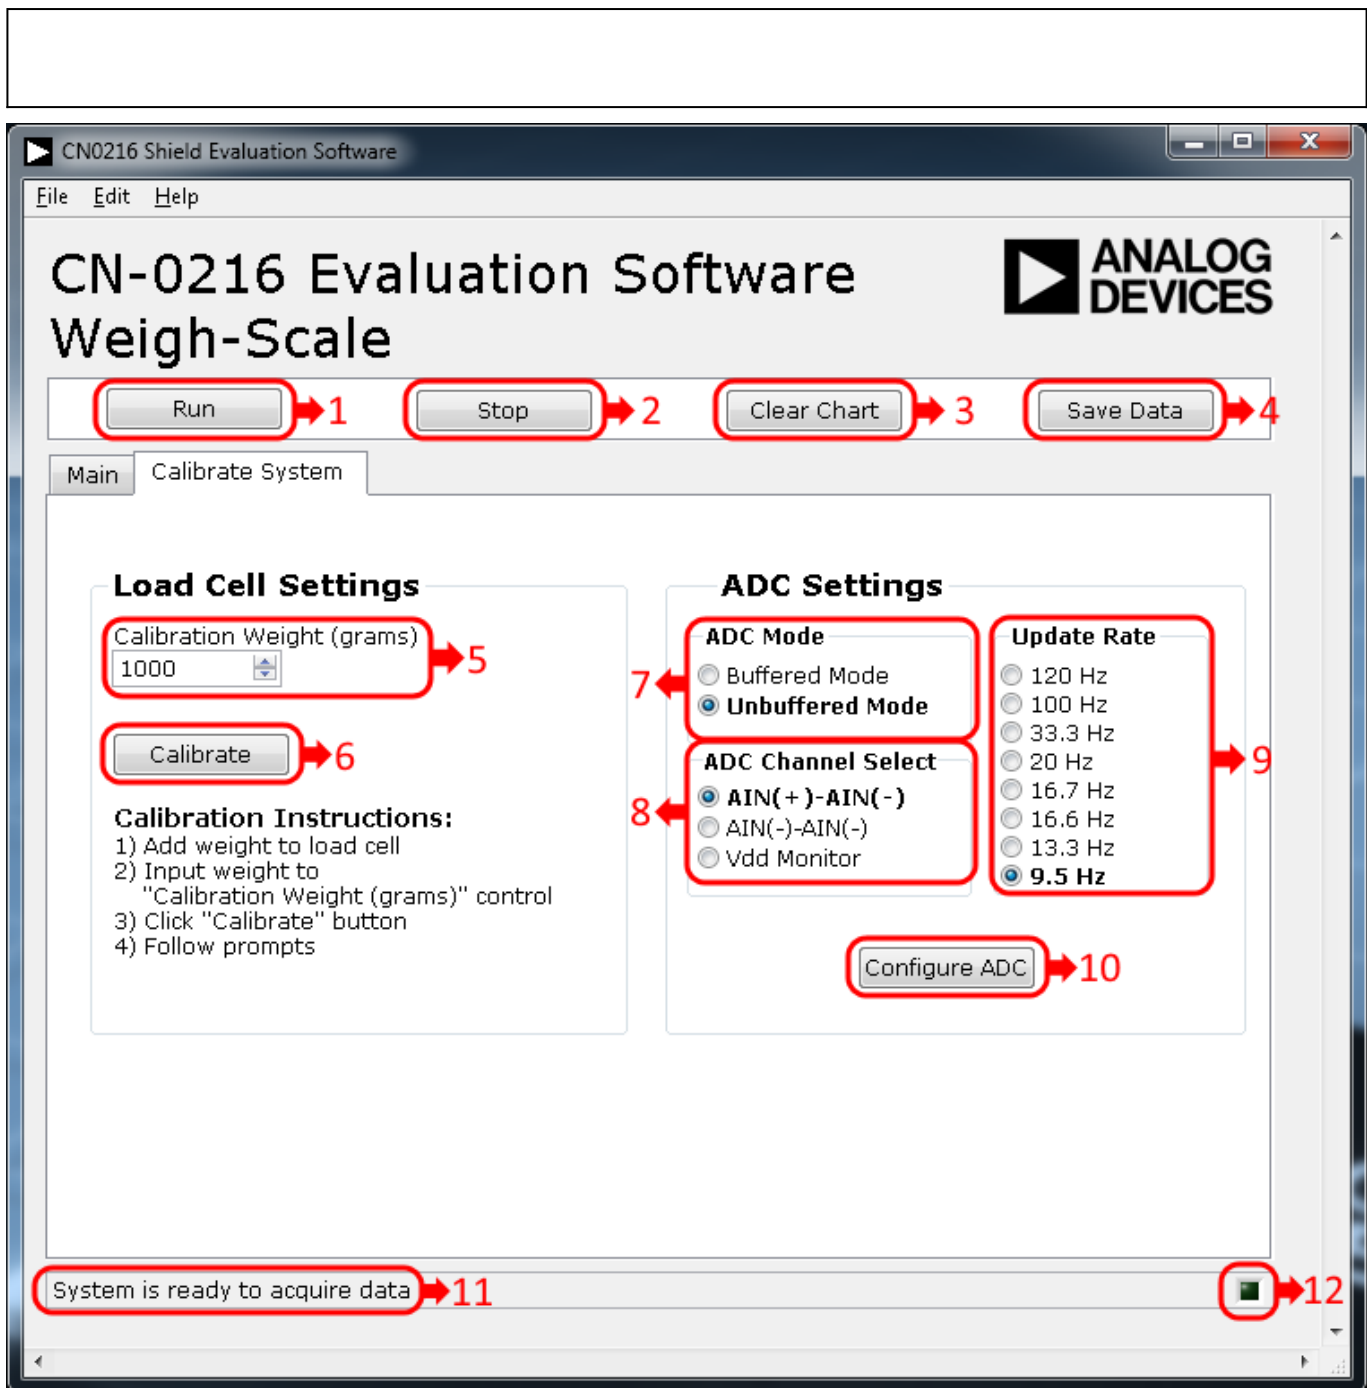 CN0216 Shield Evaluation Software
File Edit Help
CN-0216 Evaluation Software
Weigh-Scale
ANALOG
DEVICES
Run 1 Stop 2 Clear Chart 3 Save Data 4
Main Calibrate System
Load Cell Settings
Calibration Weight (grams)
1000
5
Calibrate 6
Calibration Instructions:
1) Add weight to load cell
2) Input weight to
"Calibration Weight (grams)" control
3) Click "Calibrate" button
4) Follow prompts
ADC Settings
ADC Mode
Buffered Mode
Unbuffered Mode
7
ADC Channel Select
AIN(+)-AIN(-)
AIN(-)-AIN(-)
Vdd Monitor
8
Update Rate
120 Hz
100 Hz
33.3 Hz
20 Hz
16.7 Hz
16.6 Hz
13.3 Hz
9.5 Hz
9
Configure ADC 10
System is ready to acquire data 11
12